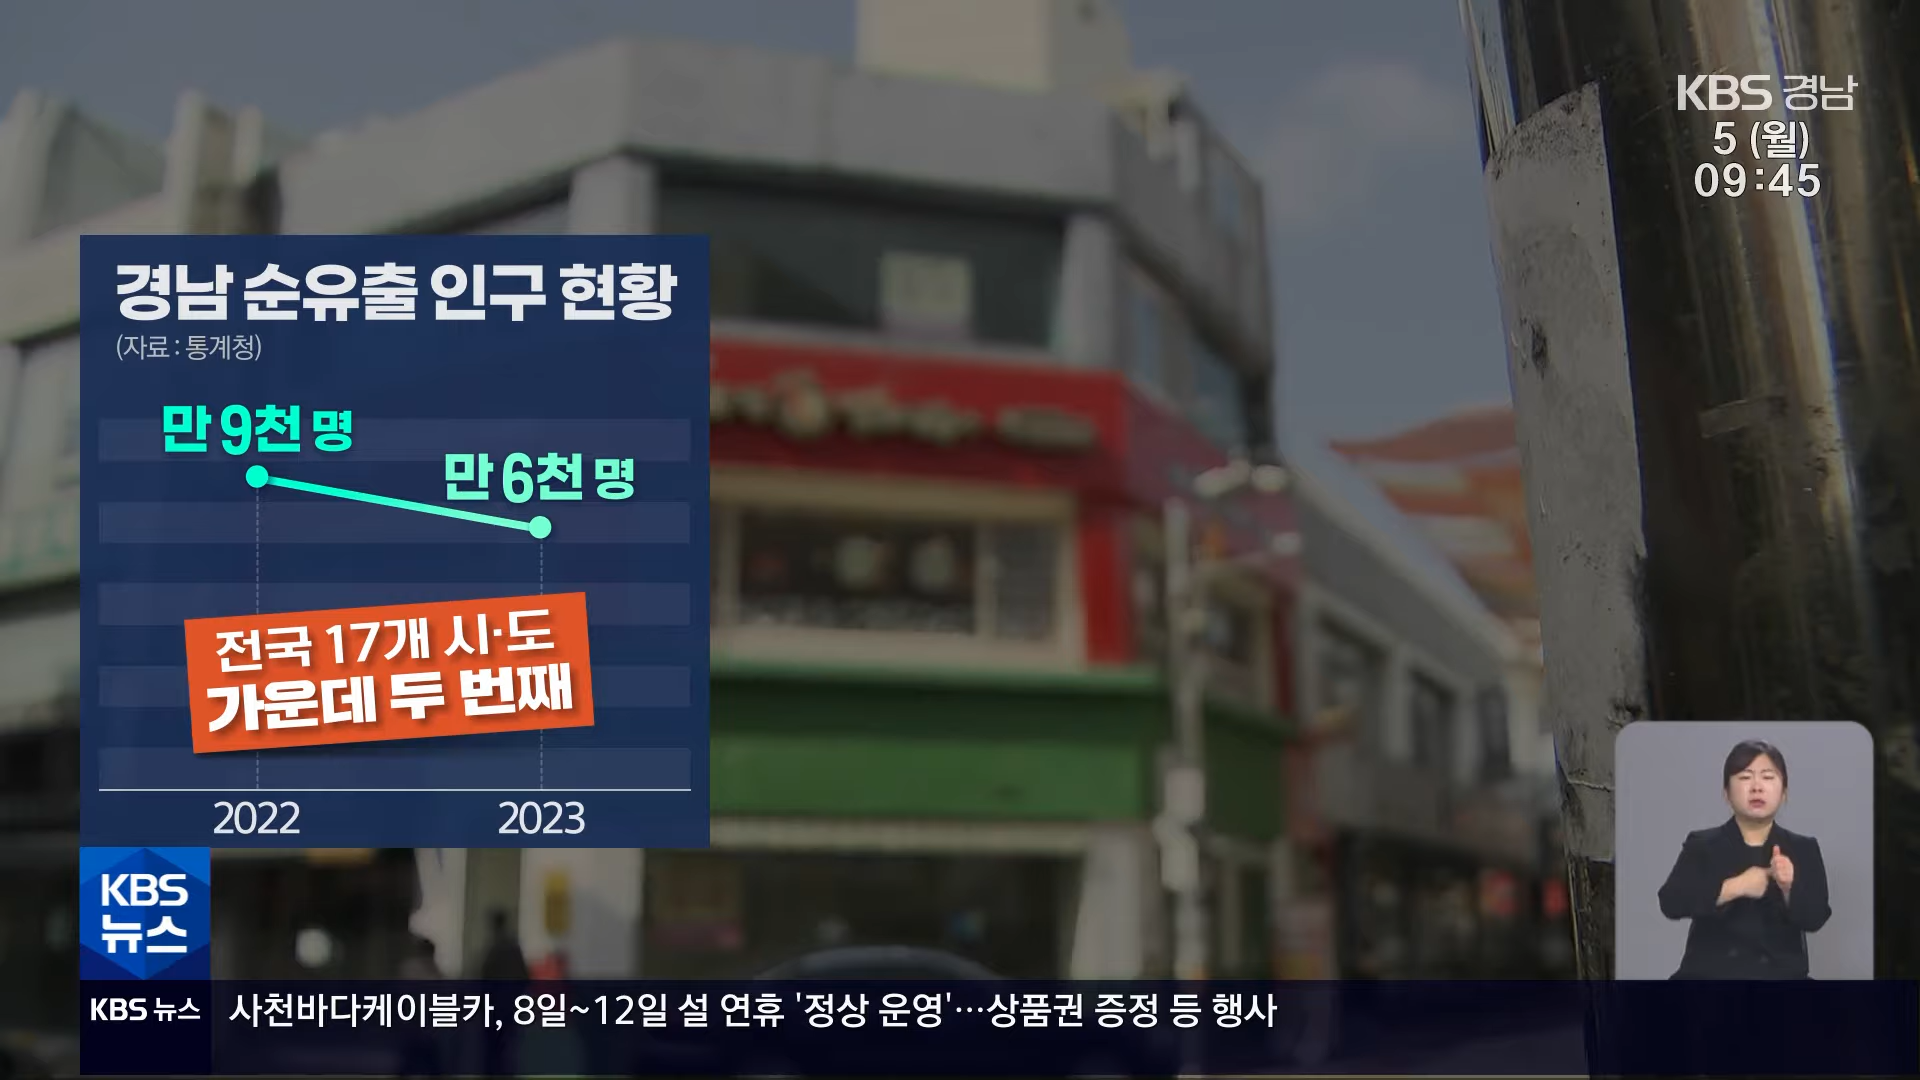 KBS 경남
5 (월)
09:45
경남 순유출 인구 현황
(자료 : 통계청)
만 9천 명
만 6천 명
전국 17개 시·도
가운데 두 번째
2022
2023
KBS
뉴스
KBS 뉴스
사천바다케이블카, 8일~12일 설 연휴 '정상 운영'…상품권 증정 등 행사